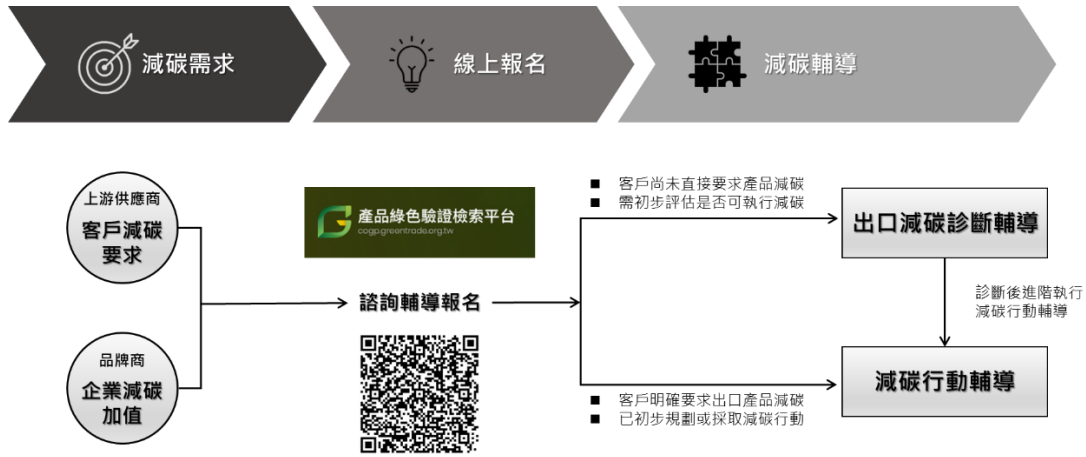 減碳需求
線上報名
減碳輔導
上游供應商
客戶減碳
要求
品牌商
企業減碳
加值
產品綠色驗證檢索平台
cogp.greentrade.org.tw
諮詢輔導報名
■ 客戶尚未直接要求產品減碳
■ 需初步評估是否可執行減碳
■ 客戶明確要求出口產品減碳
■ 已初步規劃或採取減碳行動
出口減碳診斷輔導
診斷後進階執行
減碳行動輔導
減碳行動輔導